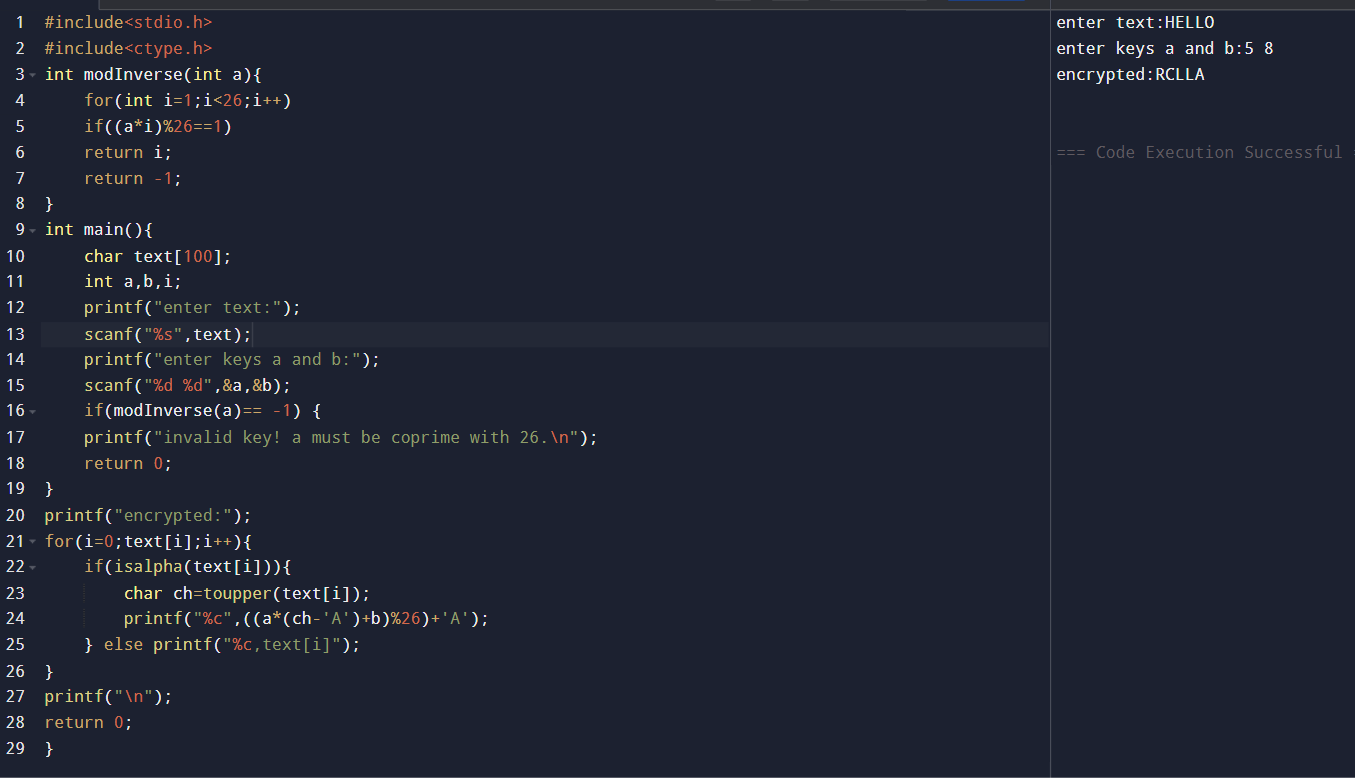 1 #include<stdio.h>
2 #include<ctype.h>
3 int modInverse(int a){
4     for(int i=1;i<26;i++)
5     if((a*i)%26==1)
6     return i;
7     return -1;
8 }
9 int main(){
10     char text[100];
11     int a,b,i;
12     printf("enter text:");
13     scanf("%s",text);
14     printf("enter keys a and b:");
15     scanf("%d %d",&a,&b);
16     if(modInverse(a)== -1) {
17     printf("invalid key! a must be coprime with 26.\n");
18     return 0;
19 }
20 printf("encrypted:");
21 for(i=0;text[i];i++){
22     if(isalpha(text[i])){
23         char ch=toupper(text[i]);
24         printf("%c",((a*(ch-'A')+b)%26)+'A');
25     } else printf("%c,text[i]");
26 }
27 printf("\n");
28 return 0;
29 }
enter text:HELLO
enter keys a and b:5 8
encrypted:RCLLA
=== Code Execution Successful